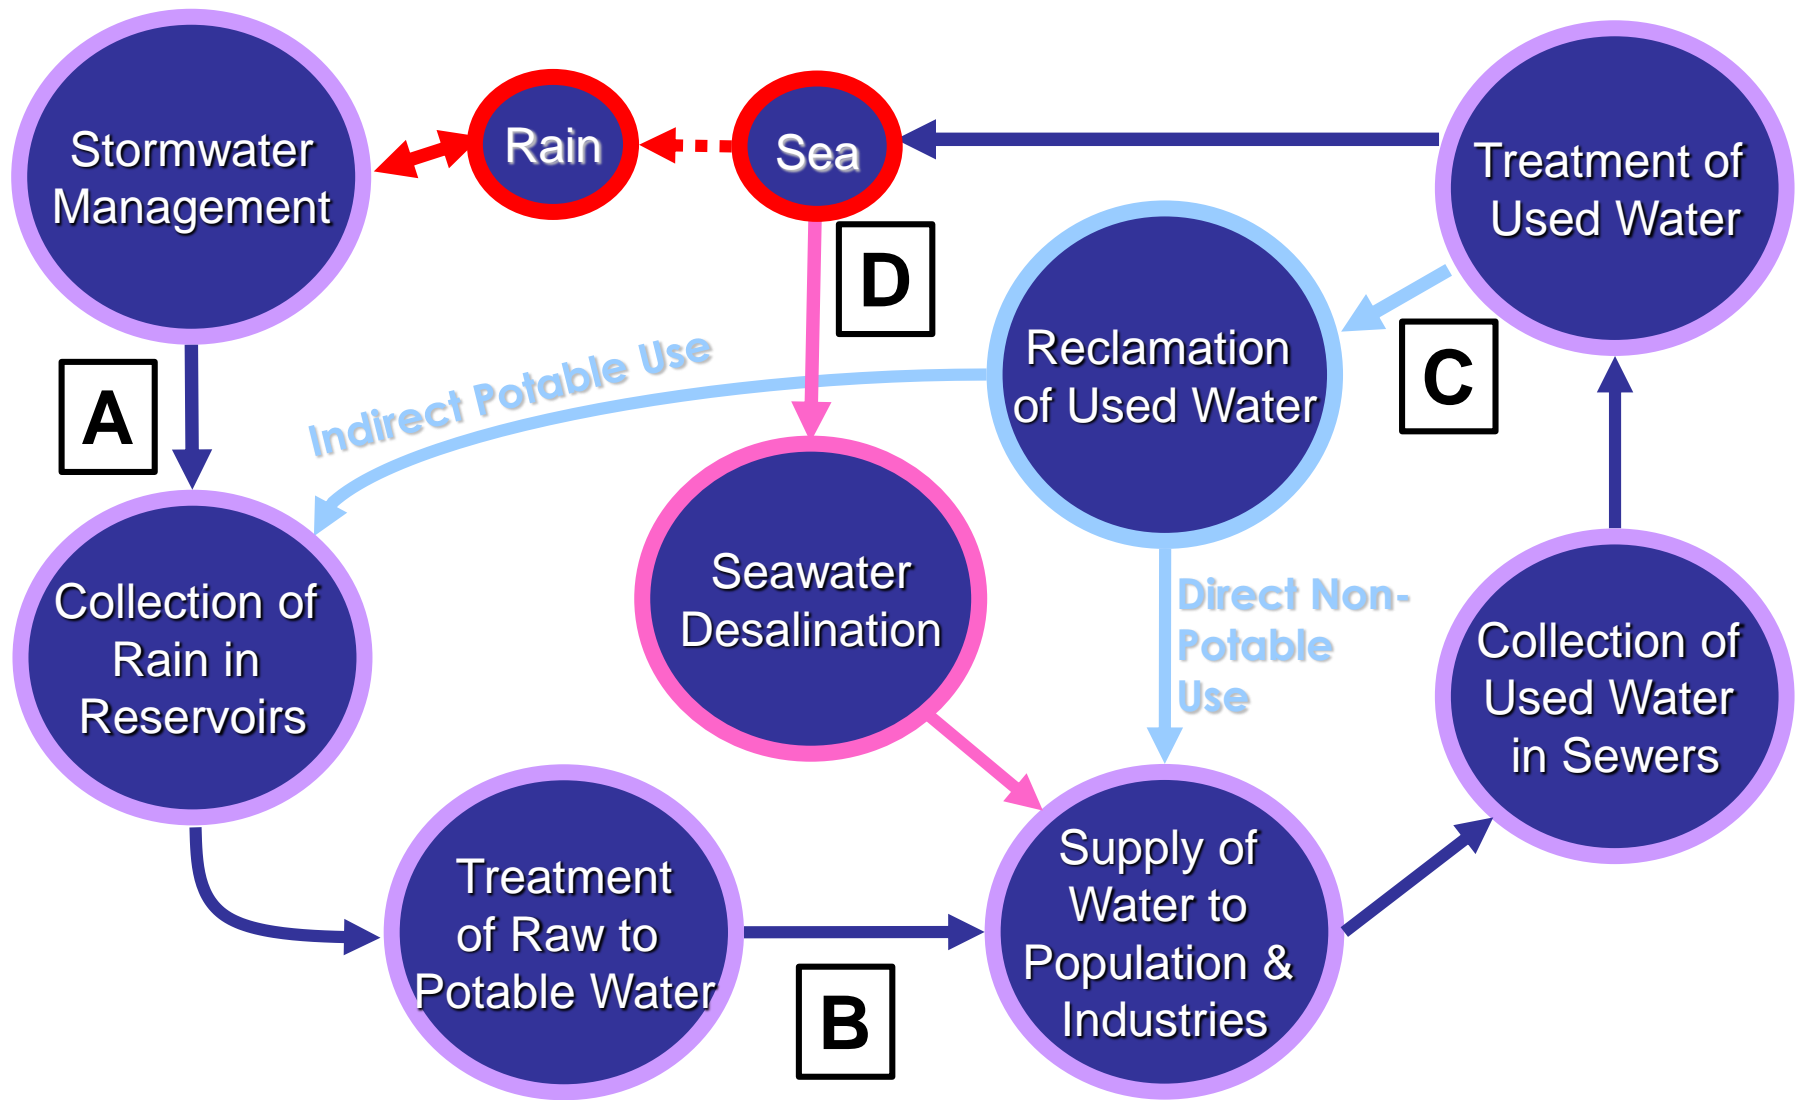 Stormwater
Management
Rain
Sea
Treatment of
Used Water
D
A
Indirect Potable Use
Reclamation
of Used Water
C
Collection of
Rain in
Reservoirs
Seawater
Desalination
Direct Non-
Potable
Use
Collection of
Used Water
in Sewers
Treatment
of Raw to
Potable Water
B
Supply of
Water to
Population &
Industries